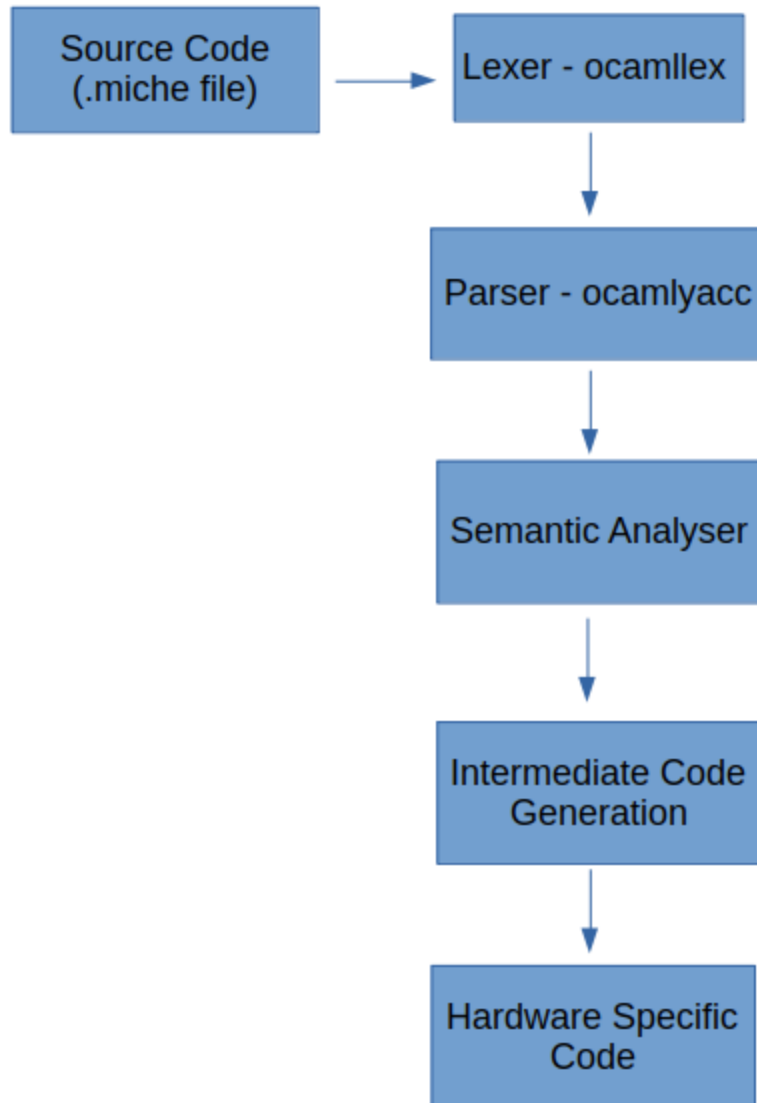 Source Code
(.miche file)
Lexer - ocamllex
Parser - ocamlyacc
Semantic Analyser
Intermediate Code
Generation
Hardware Specific
Code